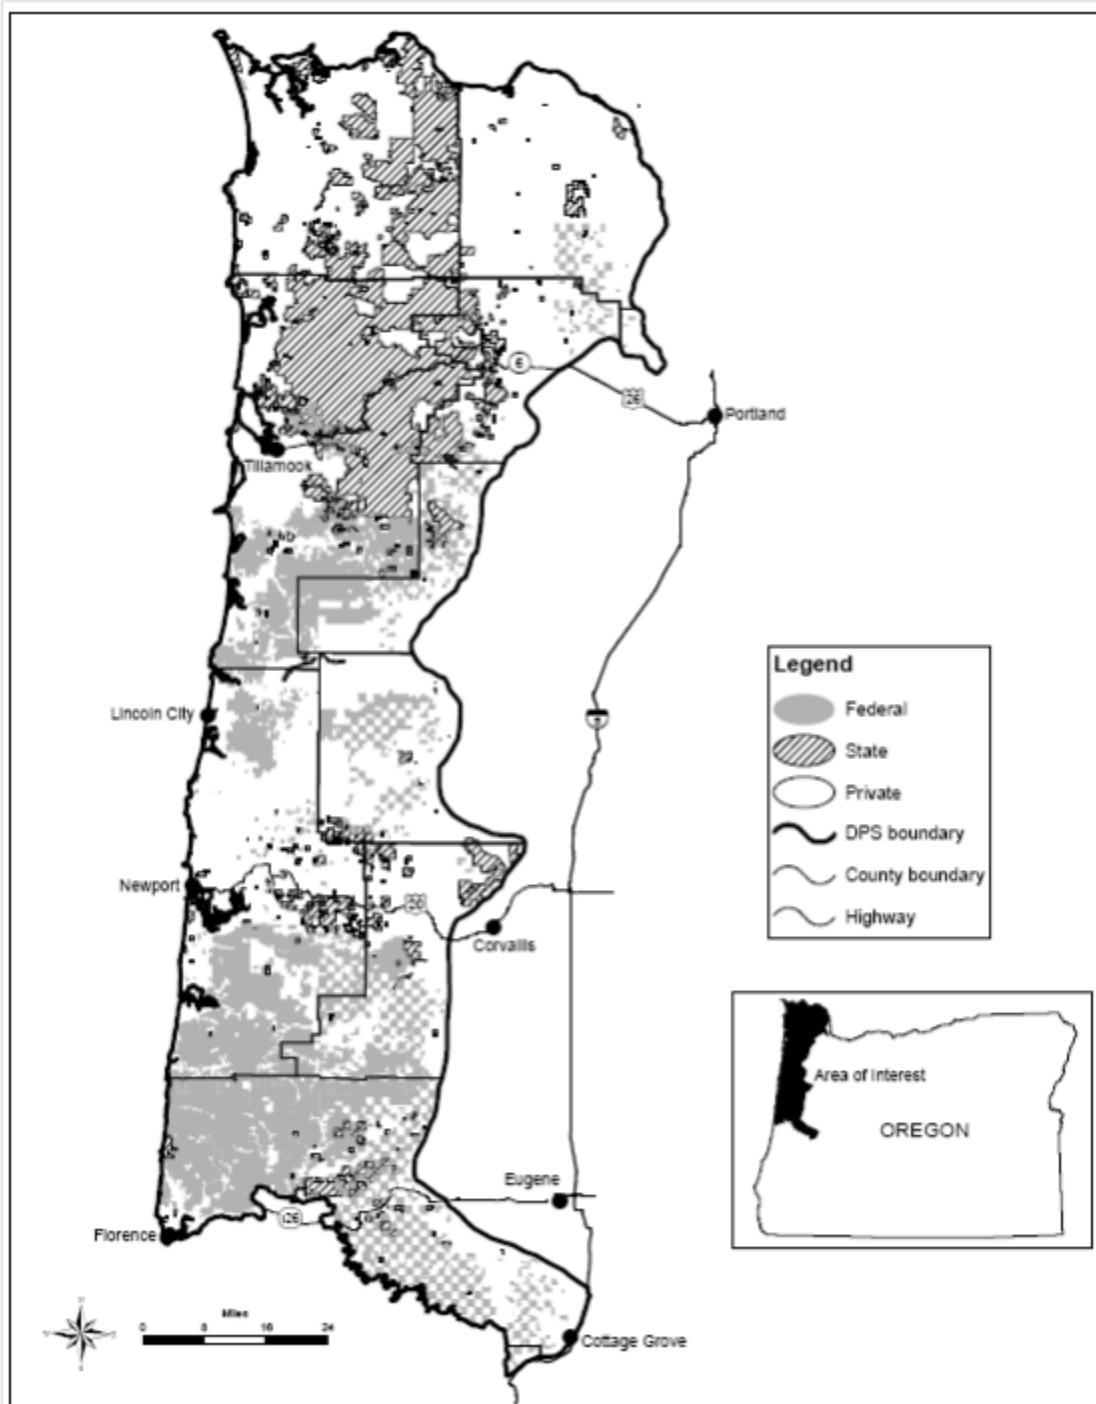 6
26
Portland
Tillamook
Legend
Federal
State
Private
DPS boundary
County boundary
Highway
Lincoln City
5
Newport
20
Corvallis
Area of Interest
OREGON
Eugene
126
Florence
Miles
0 8 16 24
Cottage Grove